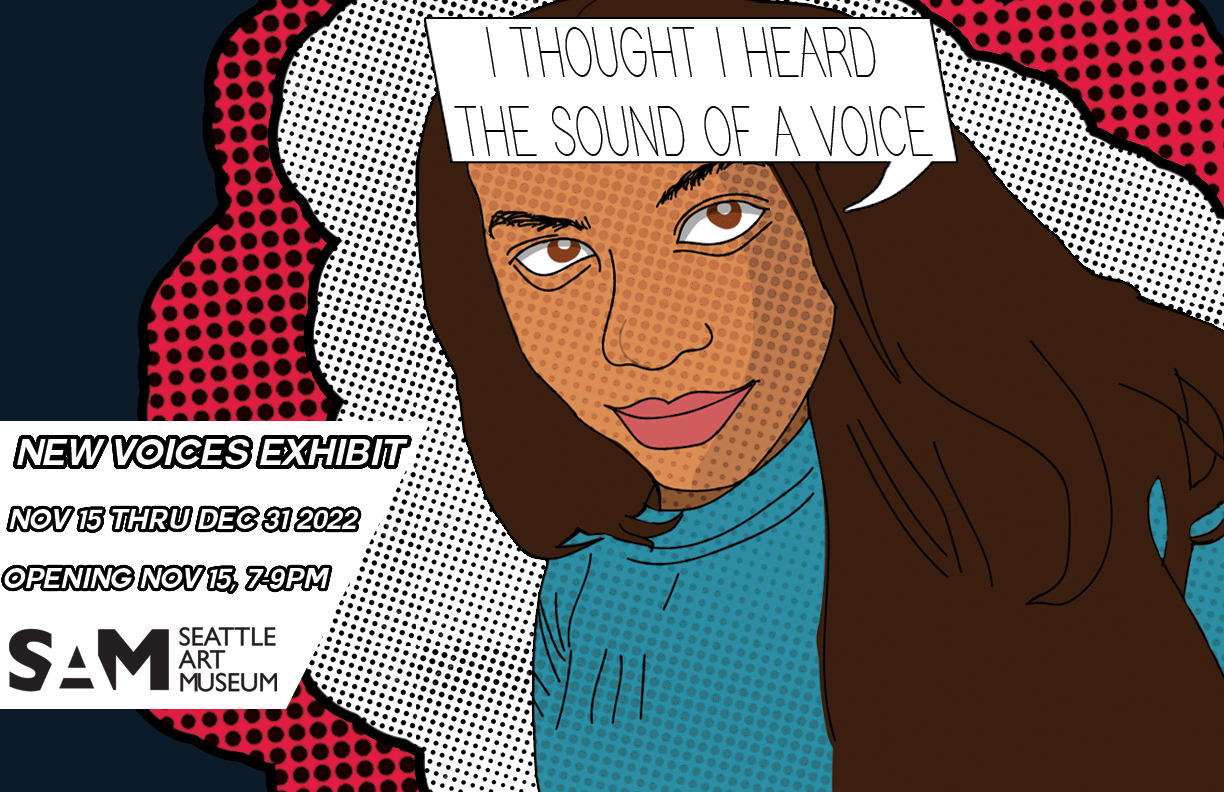 I THOUGHT I HEARD
THE SOUND OF A VOICE
NEW VOICES EXHIBIT
NOV 15 THRU DEC 31 2022
OPENING NOV 15, 7-9PM
SAM
SEATTLE
ART
MUSEUM